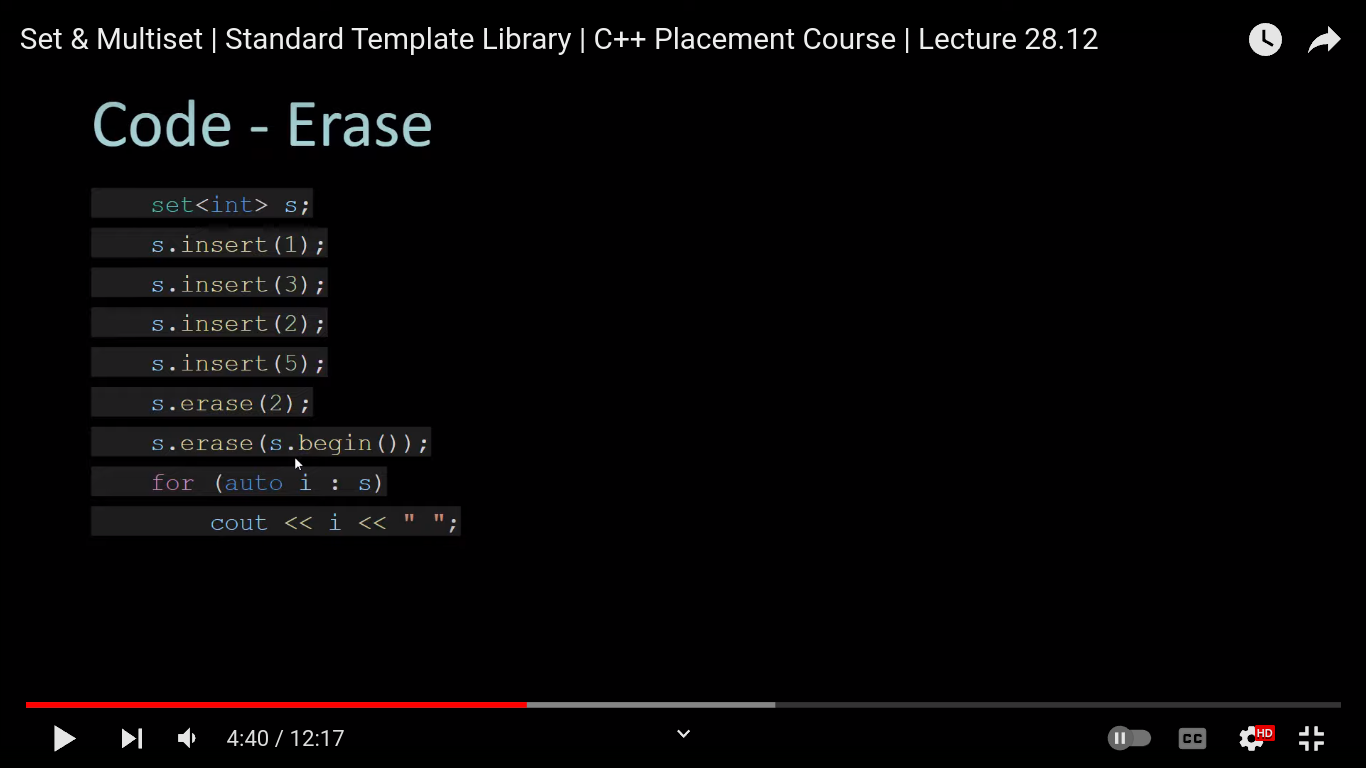 Set & Multiset | Standard Template Library | C++ Placement Course | Lecture 28.12
Code - Erase
set<int> s;
s.insert(1);
s.insert(3);
s.insert(2);
s.insert(5);
s.erase(2);
s.erase(s.begin());
for (auto i : s)
cout << i << " ";
4:40 / 12:17
CC
HD